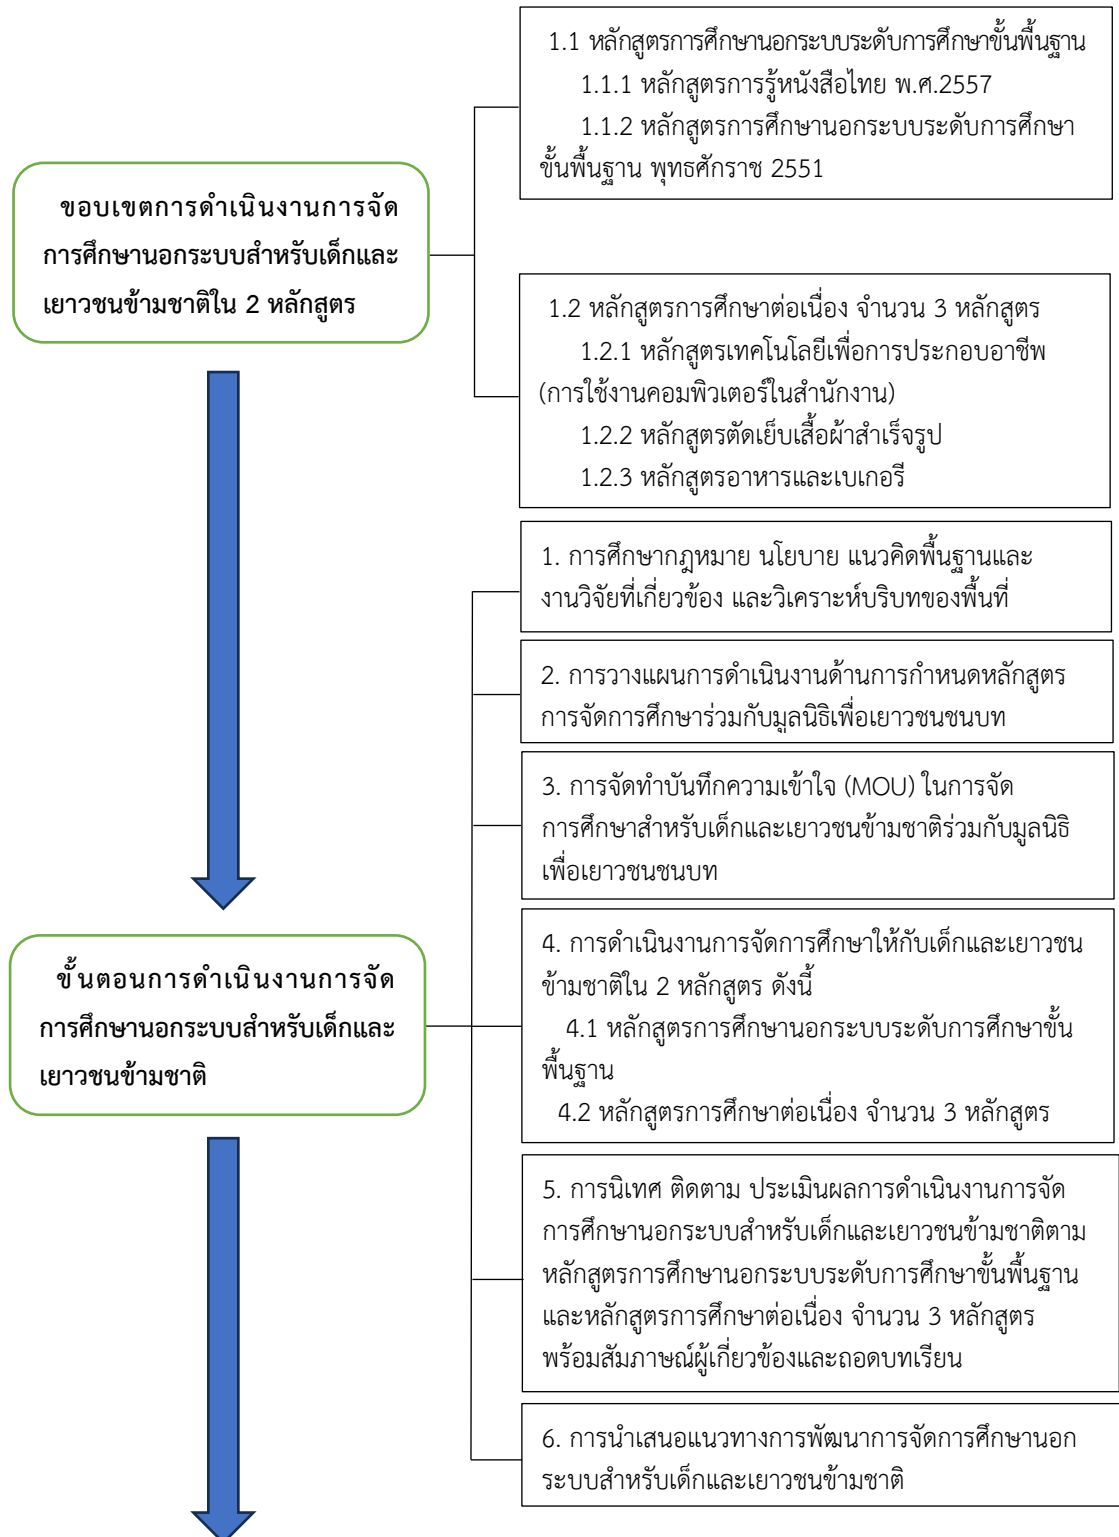 1.1 หลักสูตรการศึกษานอกระบบระดับการศึกษาขั้นพื้นฐาน
1.1.1 หลักสูตรการรู้หนังสือไทย พ.ศ.2557
1.1.2 หลักสูตรการศึกษานอกระบบระดับการศึกษา
ขั้นพื้นฐาน พุทธศักราช 2551
ขอบเขตการดำเนินงานการจัด
การศึกษานอกระบบสำหรับเด็กและ
เยาวชนข้ามชาติใน 2 หลักสูตร
1.2 หลักสูตรการศึกษาต่อเนื่อง จำนวน 3 หลักสูตร
1.2.1 หลักสูตรเทคโนโลยีเพื่อการประกอบอาชีพ
(การใช้งานคอมพิวเตอร์ในสำนักงาน)
1.2.2 หลักสูตรตัดเย็บเสื้อผ้าสำเร็จรูป
1.2.3 หลักสูตรอาหารและเบเกอรี
1. การศึกษากฎหมาย นโยบาย แนวคิดพื้นฐานและ
งานวิจัยที่เกี่ยวข้อง และวิเคราะห์บริบทของพื้นที่
2. การวางแผนการดำเนินงานด้านการกำหนดหลักสูตร
การจัดการศึกษาร่วมกับมูลนิธิเพื่อเยาวชนชนบท
3. การจัดทำบันทึกความเข้าใจ (MOU) ในการจัด
การศึกษาสำหรับเด็กและเยาวชนข้ามชาติร่วมกับมูลนิธิ
เพื่อเยาวชนชนบท
ขั้นตอนการดำเนินงานการจัด
การศึกษานอกระบบสำหรับเด็กและ
เยาวชนข้ามชาติ
4. การดำเนินงานการจัดการศึกษาให้กับเด็กและเยาวชน
ข้ามชาติใน 2 หลักสูตร ดังนี้
4.1 หลักสูตรการศึกษานอกระบบระดับการศึกษาขั้น
พื้นฐาน
4.2 หลักสูตรการศึกษาต่อเนื่อง จำนวน 3 หลักสูตร
5. การนิเทศ ติดตาม ประเมินผลการดำเนินงานการจัด
การศึกษานอกระบบสำหรับเด็กและเยาวชนข้ามชาติตาม
หลักสูตรการศึกษานอกระบบระดับการศึกษาขั้นพื้นฐาน
และหลักสูตรการศึกษาต่อเนื่อง จำนวน 3 หลักสูตร
พร้อมสัมภาษณ์ผู้เกี่ยวข้องและถอดบทเรียน
6. การนำเสนอแนวทางการพัฒนาการจัดการศึกษานอก
ระบบสำหรับเด็กและเยาวชนข้ามชาติ